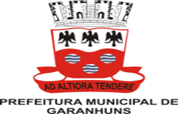 AD ALTIORA TENDERE
PREFEITURA MUNICIPAL DE
GARANHUNS